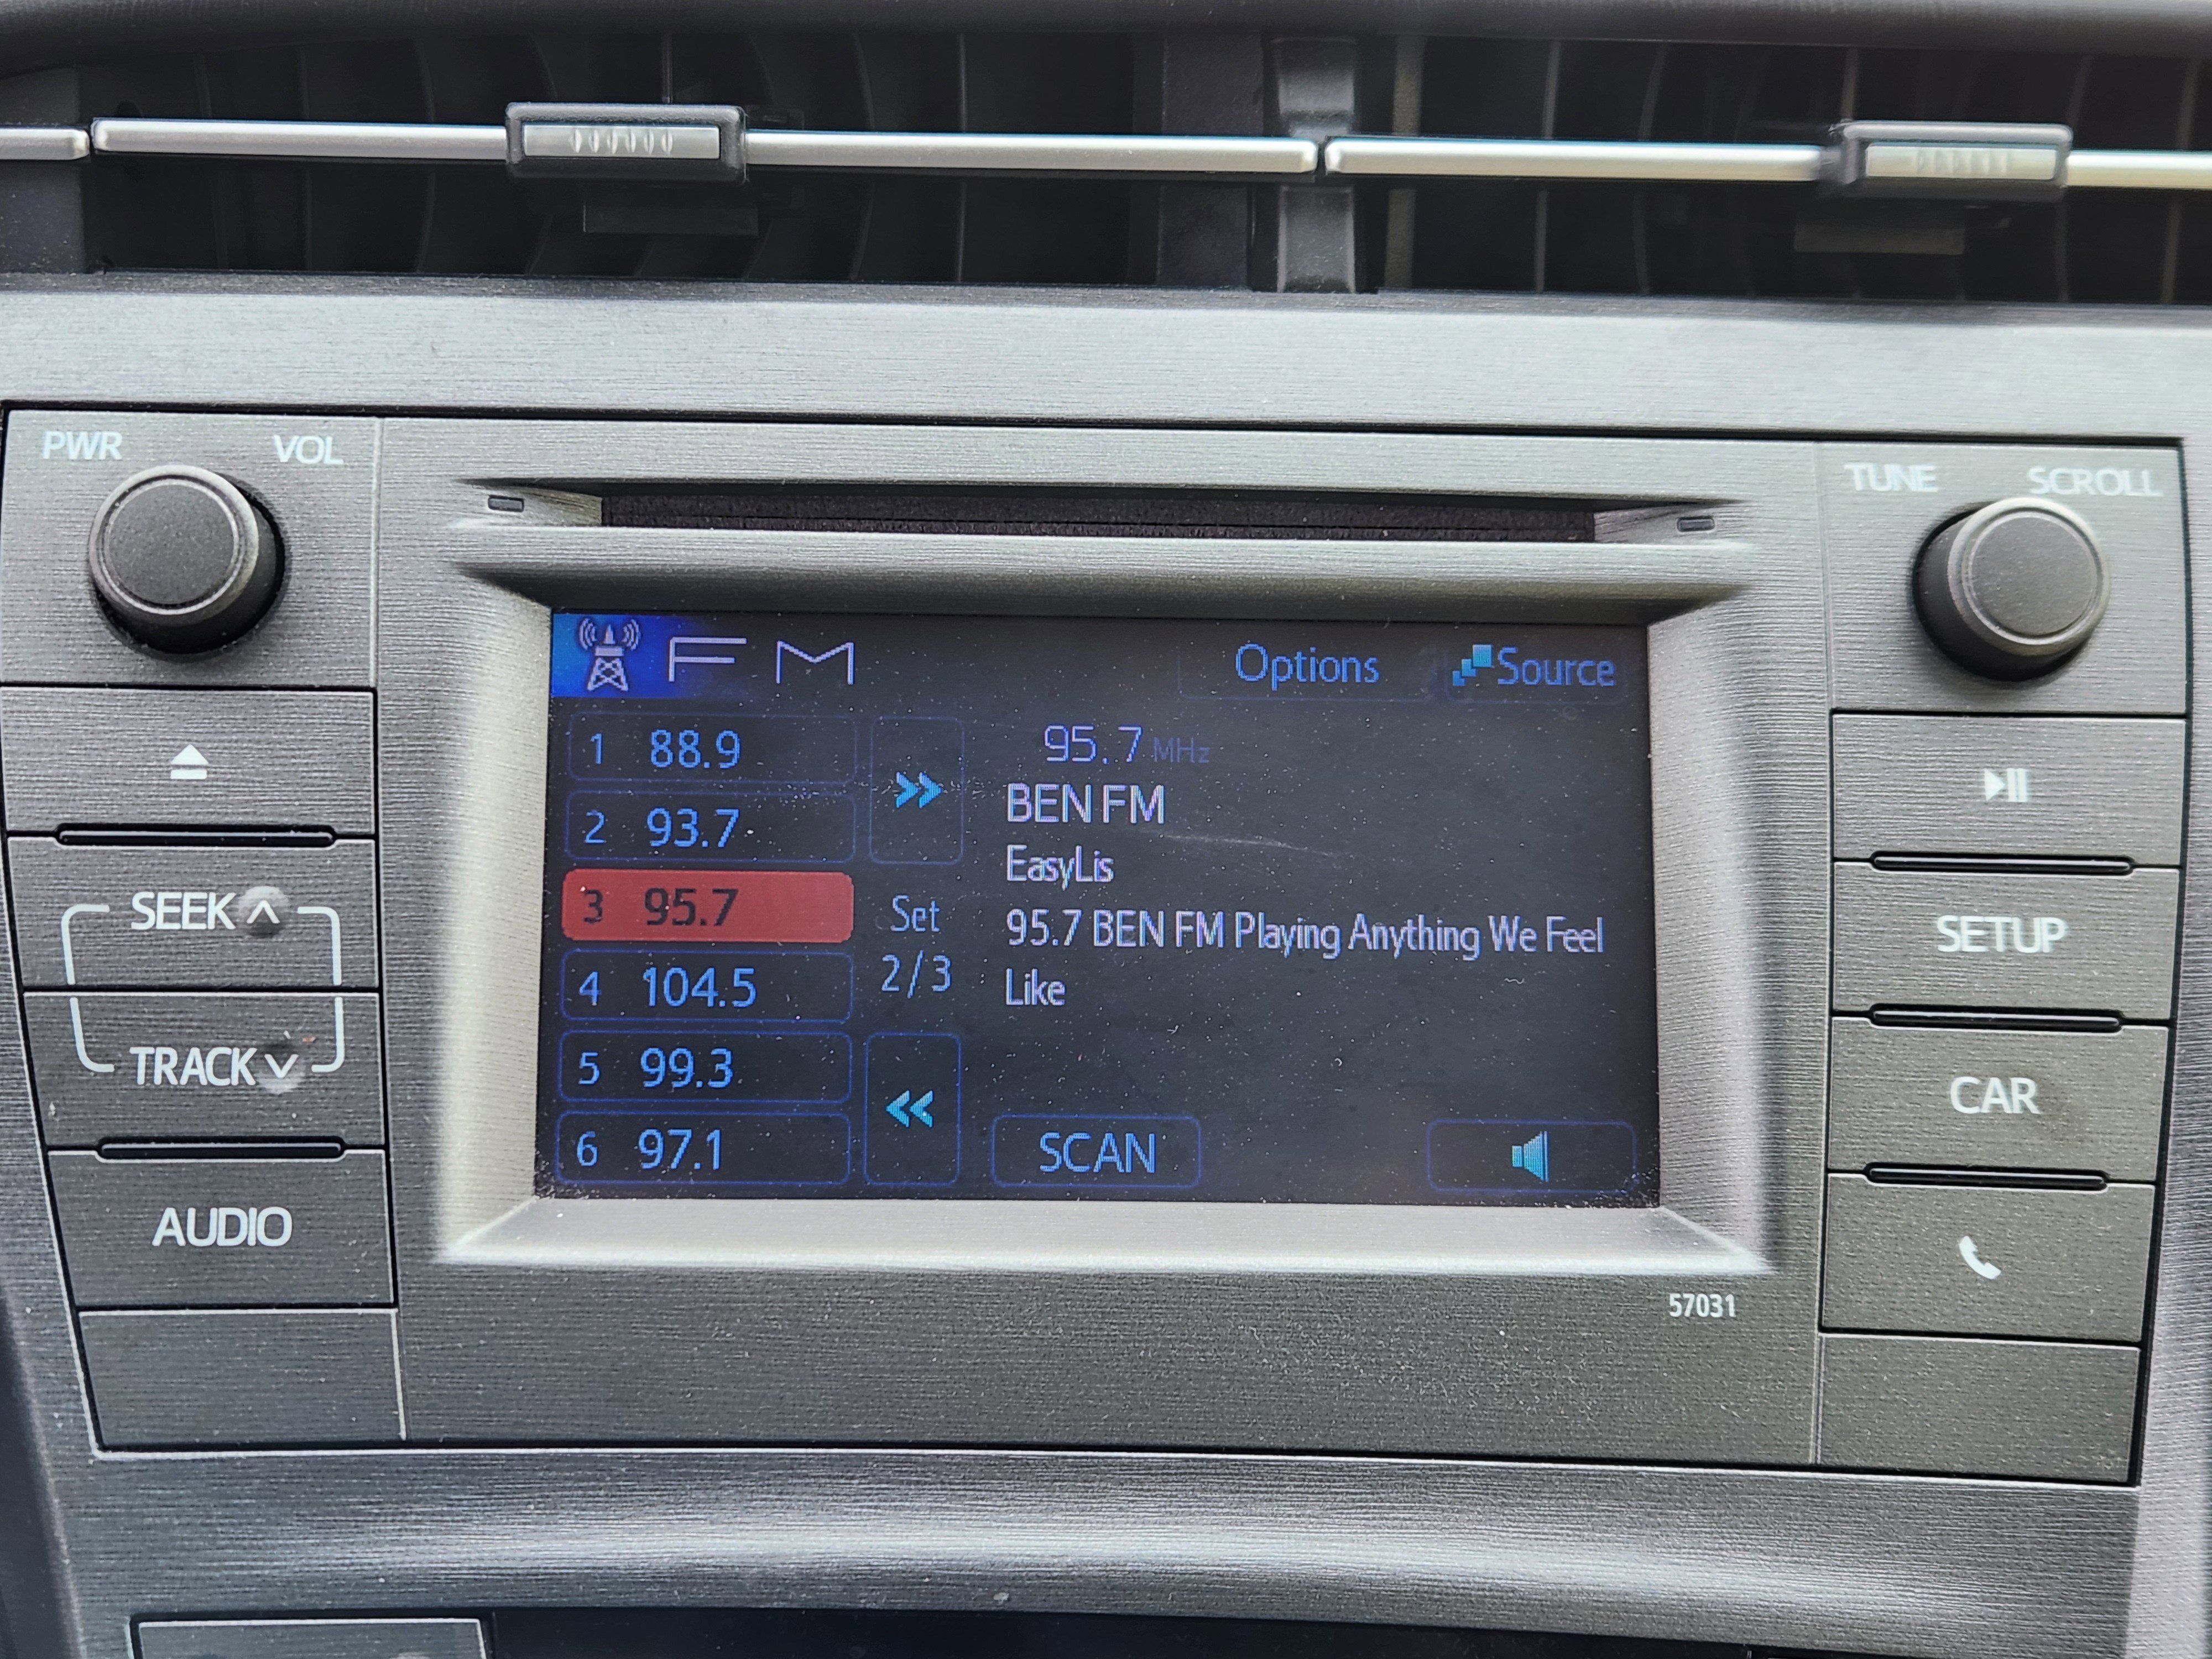 PWR VOL
TUNE SCROLL
FM Options Source
1 88.9
2 93.7
3 95.7
4 104.5
5 99.3
6 97.1
Set
2/3
95.7 MHz
BEN FM
EasyLis
95.7 BEN FM Playing Anything We Feel
Like
SCAN
SEEK
TRACK
AUDIO
SETUP
CAR
57031